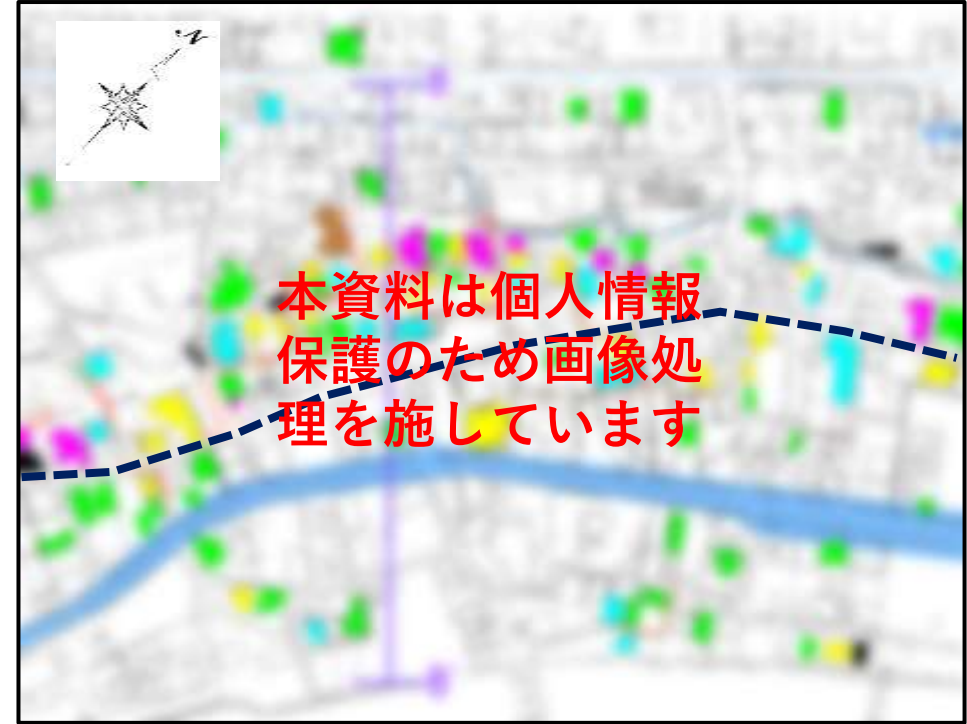 本資料は個人情報
保護のため画像処
理を施しています